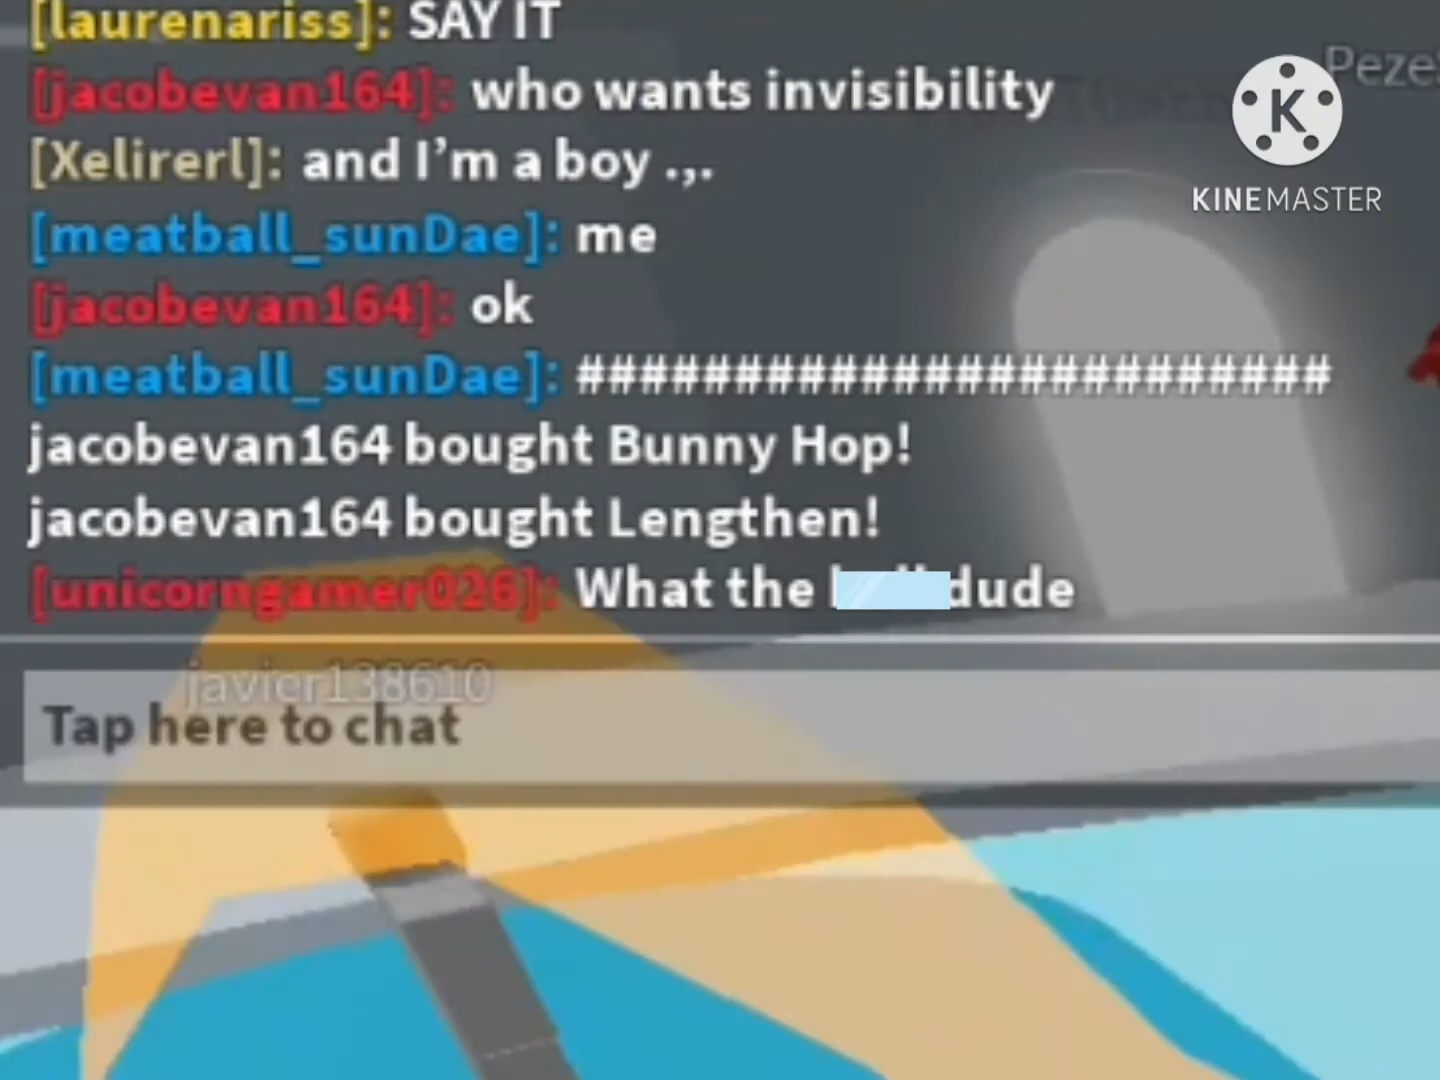 [laurenariss]: SAY IT
[jacobevan164]: who wants invisibility
[Xelirerl]: and I'm a boy .,.
[meatball_sunDae]: me
[jacobevan164]: ok
[meatball_sunDae]: ########################
jacobevan164 bought Bunny Hop!
jacobevan164 bought Lengthen!
[unicorngamer026]: What the dude
javier138610
Tap here to chat
K
KINEMASTER